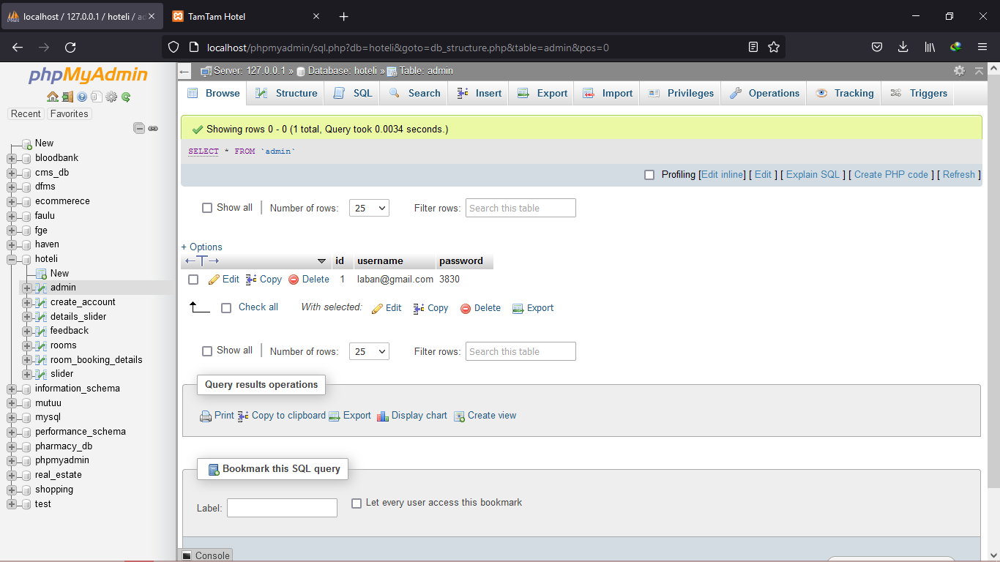 localhost / 127.0.0.1 / hoteli / ad
TamTam Hotel
localhost/phpmyadmin/sql.php?db=hoteli&goto=db_structure.php&table=admin&pos=0
phpMyAdmin
Recent Favorites
New
bloodbank
cms_db
dfms
ecommerece
faulu
fge
haven
hoteli
New
admin
create_account
details_slider
feedback
rooms
room_booking_details
slider
information_schema
mutuu
mysql
performance_schema
pharmacy_db
phpmyadmin
real_estate
shopping
test
Server: 127.0.0.1 » Database: hoteli » Table: admin
Browse Structure SQL Search Insert Export Import Privileges Operations Tracking Triggers
Showing rows 0 - 0 (1 total, Query took 0.0034 seconds.)
SELECT * FROM `admin`
Profiling [Edit inline] [ Edit ] [ Explain SQL ] [ Create PHP code ] [ Refresh ]
Show all | Number of rows: 25 Filter rows: Search this table
+ Options
←T→ id username password
Edit Copy Delete 1 laban@gmail.com 3830
Check all With selected: Edit Copy Delete Export
Show all | Number of rows: 25 Filter rows: Search this table
Query results operations
Print Copy to clipboard Export Display chart Create view
Bookmark this SQL query
Label: Let every user access this bookmark
Console